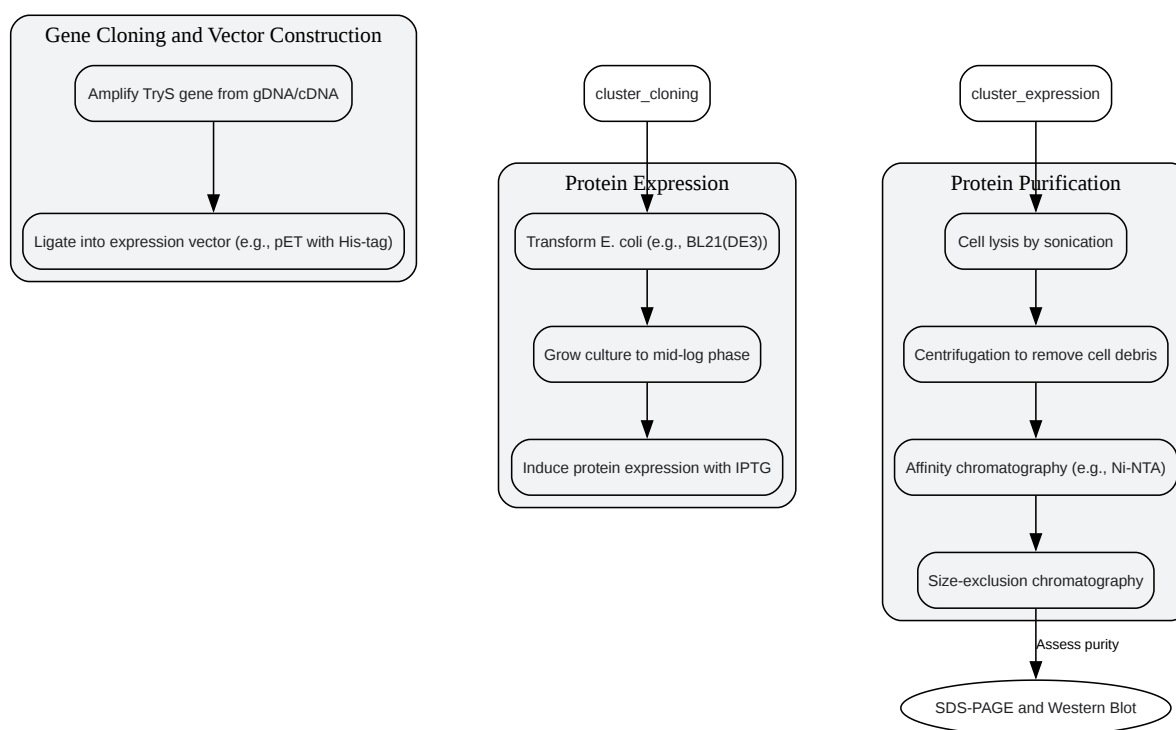 Gene Cloning and Vector Construction
Amplify TryS gene from gDNA/cDNA
Ligate into expression vector (e.g., pET with His-tag)
cluster_cloning
Protein Expression
Transform E. coli (e.g., BL21(DE3))
Grow culture to mid-log phase
Induce protein expression with IPTG
cluster_expression
Protein Purification
Cell lysis by sonication
Centrifugation to remove cell debris
Affinity chromatography (e.g., Ni-NTA)
Size-exclusion chromatography
Assess purity
SDS-PAGE and Western Blot